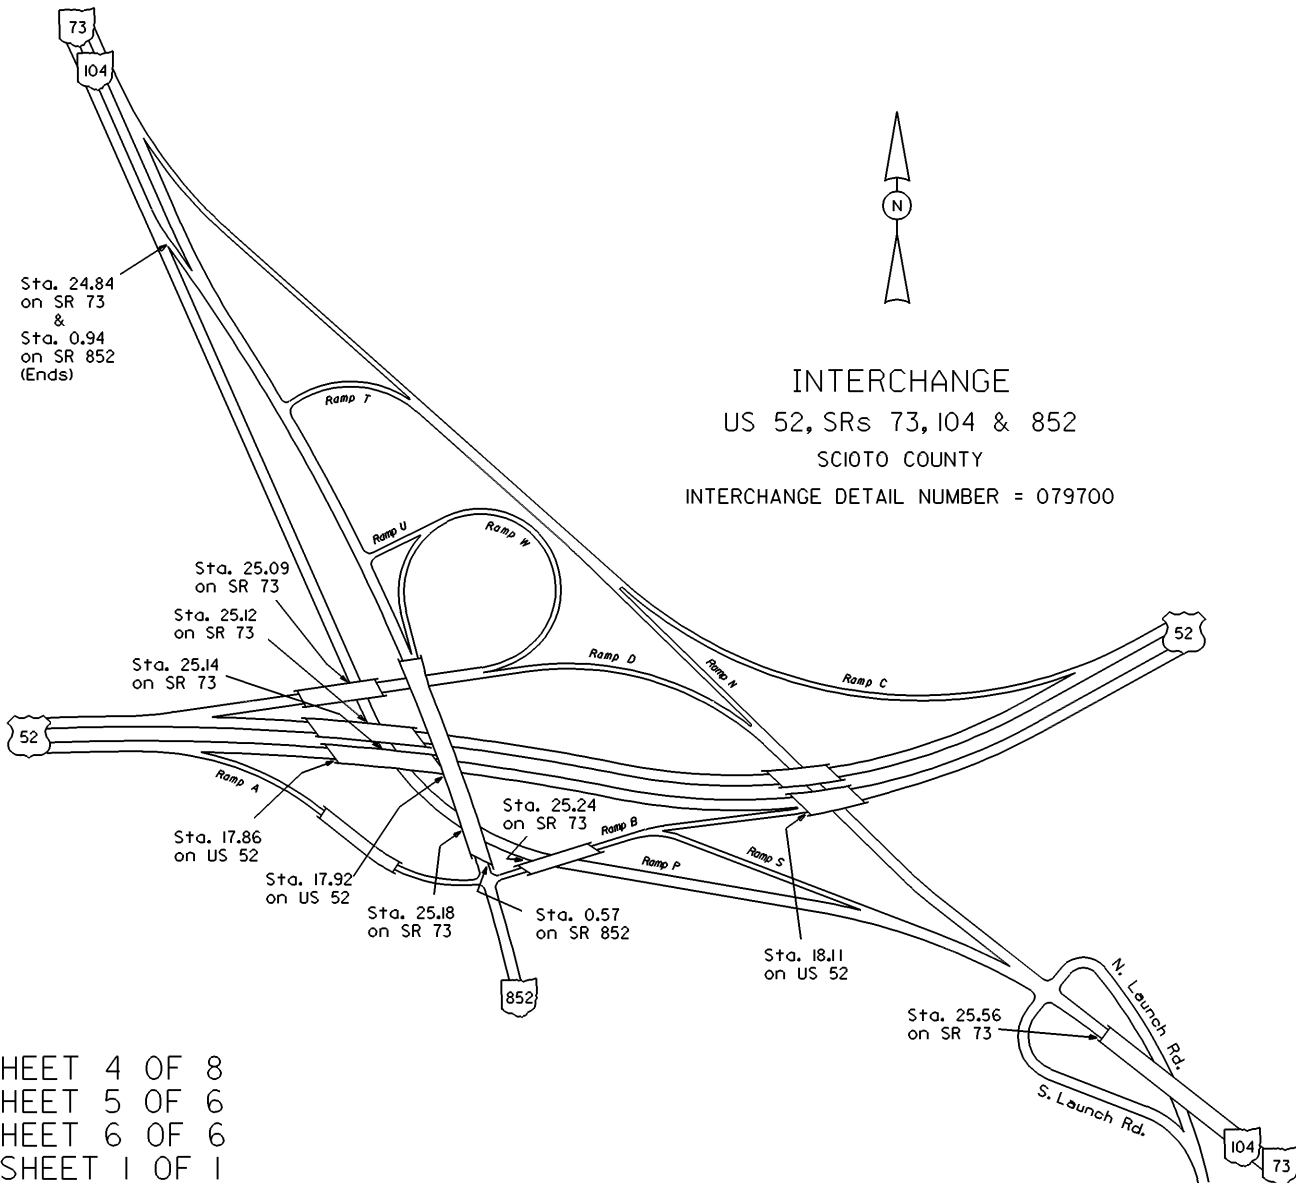 73
104
N
Sta. 24.84
on SR 73
&
Sta. 0.94
on SR 852
(Ends)
INTERCHANGE
US 52, SRs 73, 104 & 852
SCIOTO COUNTY
INTERCHANGE DETAIL NUMBER = 079700
Ramp T
Ramp U
Ramp W
Sta. 25.09
on SR 73
Sta. 25.12
on SR 73
Sta. 25.14
on SR 73
Ramp D
Ramp N
Ramp C
52
52
Ramp A
Sta. 17.86
on US 52
Sta. 17.92
on US 52
Sta. 25.18
on SR 73
Sta. 25.24
on SR 73
Ramp B
Ramp P
Ramp S
Sta. 0.57
on SR 852
Sta. 18.11
on US 52
852
Sta. 25.56
on SR 73
N. Launch Rd.
S. Launch Rd.
104
73
HEET 4 OF 8
HEET 5 OF 6
HEET 6 OF 6
SHEET 1 OF 1